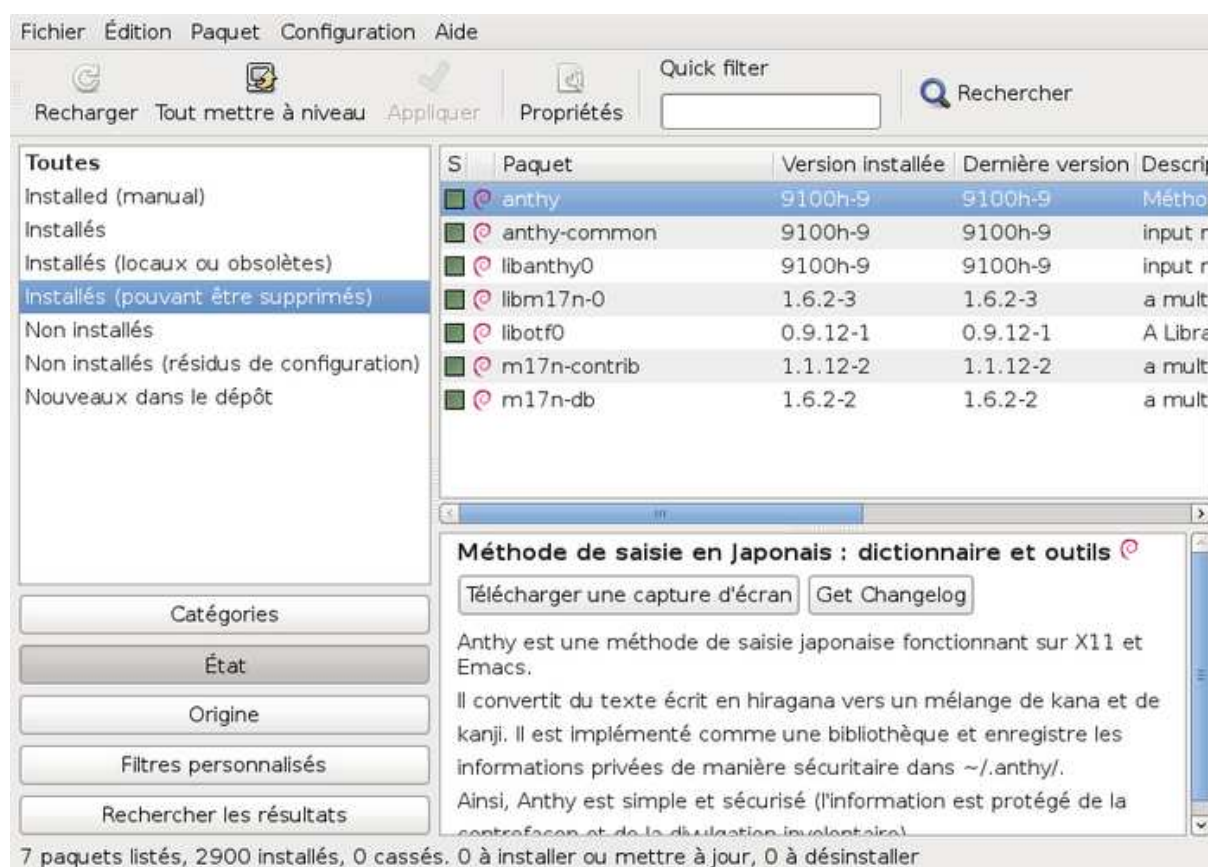 Fichier Édition Paquet Configuration Aide
Recharger Tout mettre à niveau Appliquer Propriétés Quick filter Rechercher
Toutes
Installed (manual)
Installés
Installés (locaux ou obsolètes)
Installés (pouvant être supprimés)
Non installés
Non installés (résidus de configuration)
Nouveaux dans le dépôt
Catégories
État
Origine
Filtres personnalisés
Rechercher les résultats
S Paquet Version installée Dernière version Descrip
anthy 9100h-9 9100h-9 Métho
anthy-common 9100h-9 9100h-9 input
libanthy0 9100h-9 9100h-9 input
libm17n-0 1.6.2-3 1.6.2-3 a mult
libotf0 0.9.12-1 0.9.12-1 A Libra
m17n-contrib 1.1.12-2 1.1.12-2 a mult
m17n-db 1.6.2-2 1.6.2-2 a mult
Méthode de saisie en Japonais : dictionnaire et outils
Télécharger une capture d'écran Get Changelog
Anthy est une méthode de saisie japonaise fonctionnant sur X11 et
Emacs.
Il convertit du texte écrit en hiragana vers un mélange de kana et de
kanji. Il est implémenté comme une bibliothèque et enregistre les
informations privées de manière sécuritaire dans ~/.anthy/.
Ainsi, Anthy est simple et sécurisé (l'information est protégé de la
contrefaçon et de la divulgation involontaire)
7 paquets listés, 2900 installés, 0 cassés. 0 à installer ou mettre à jour, 0 à désinstaller